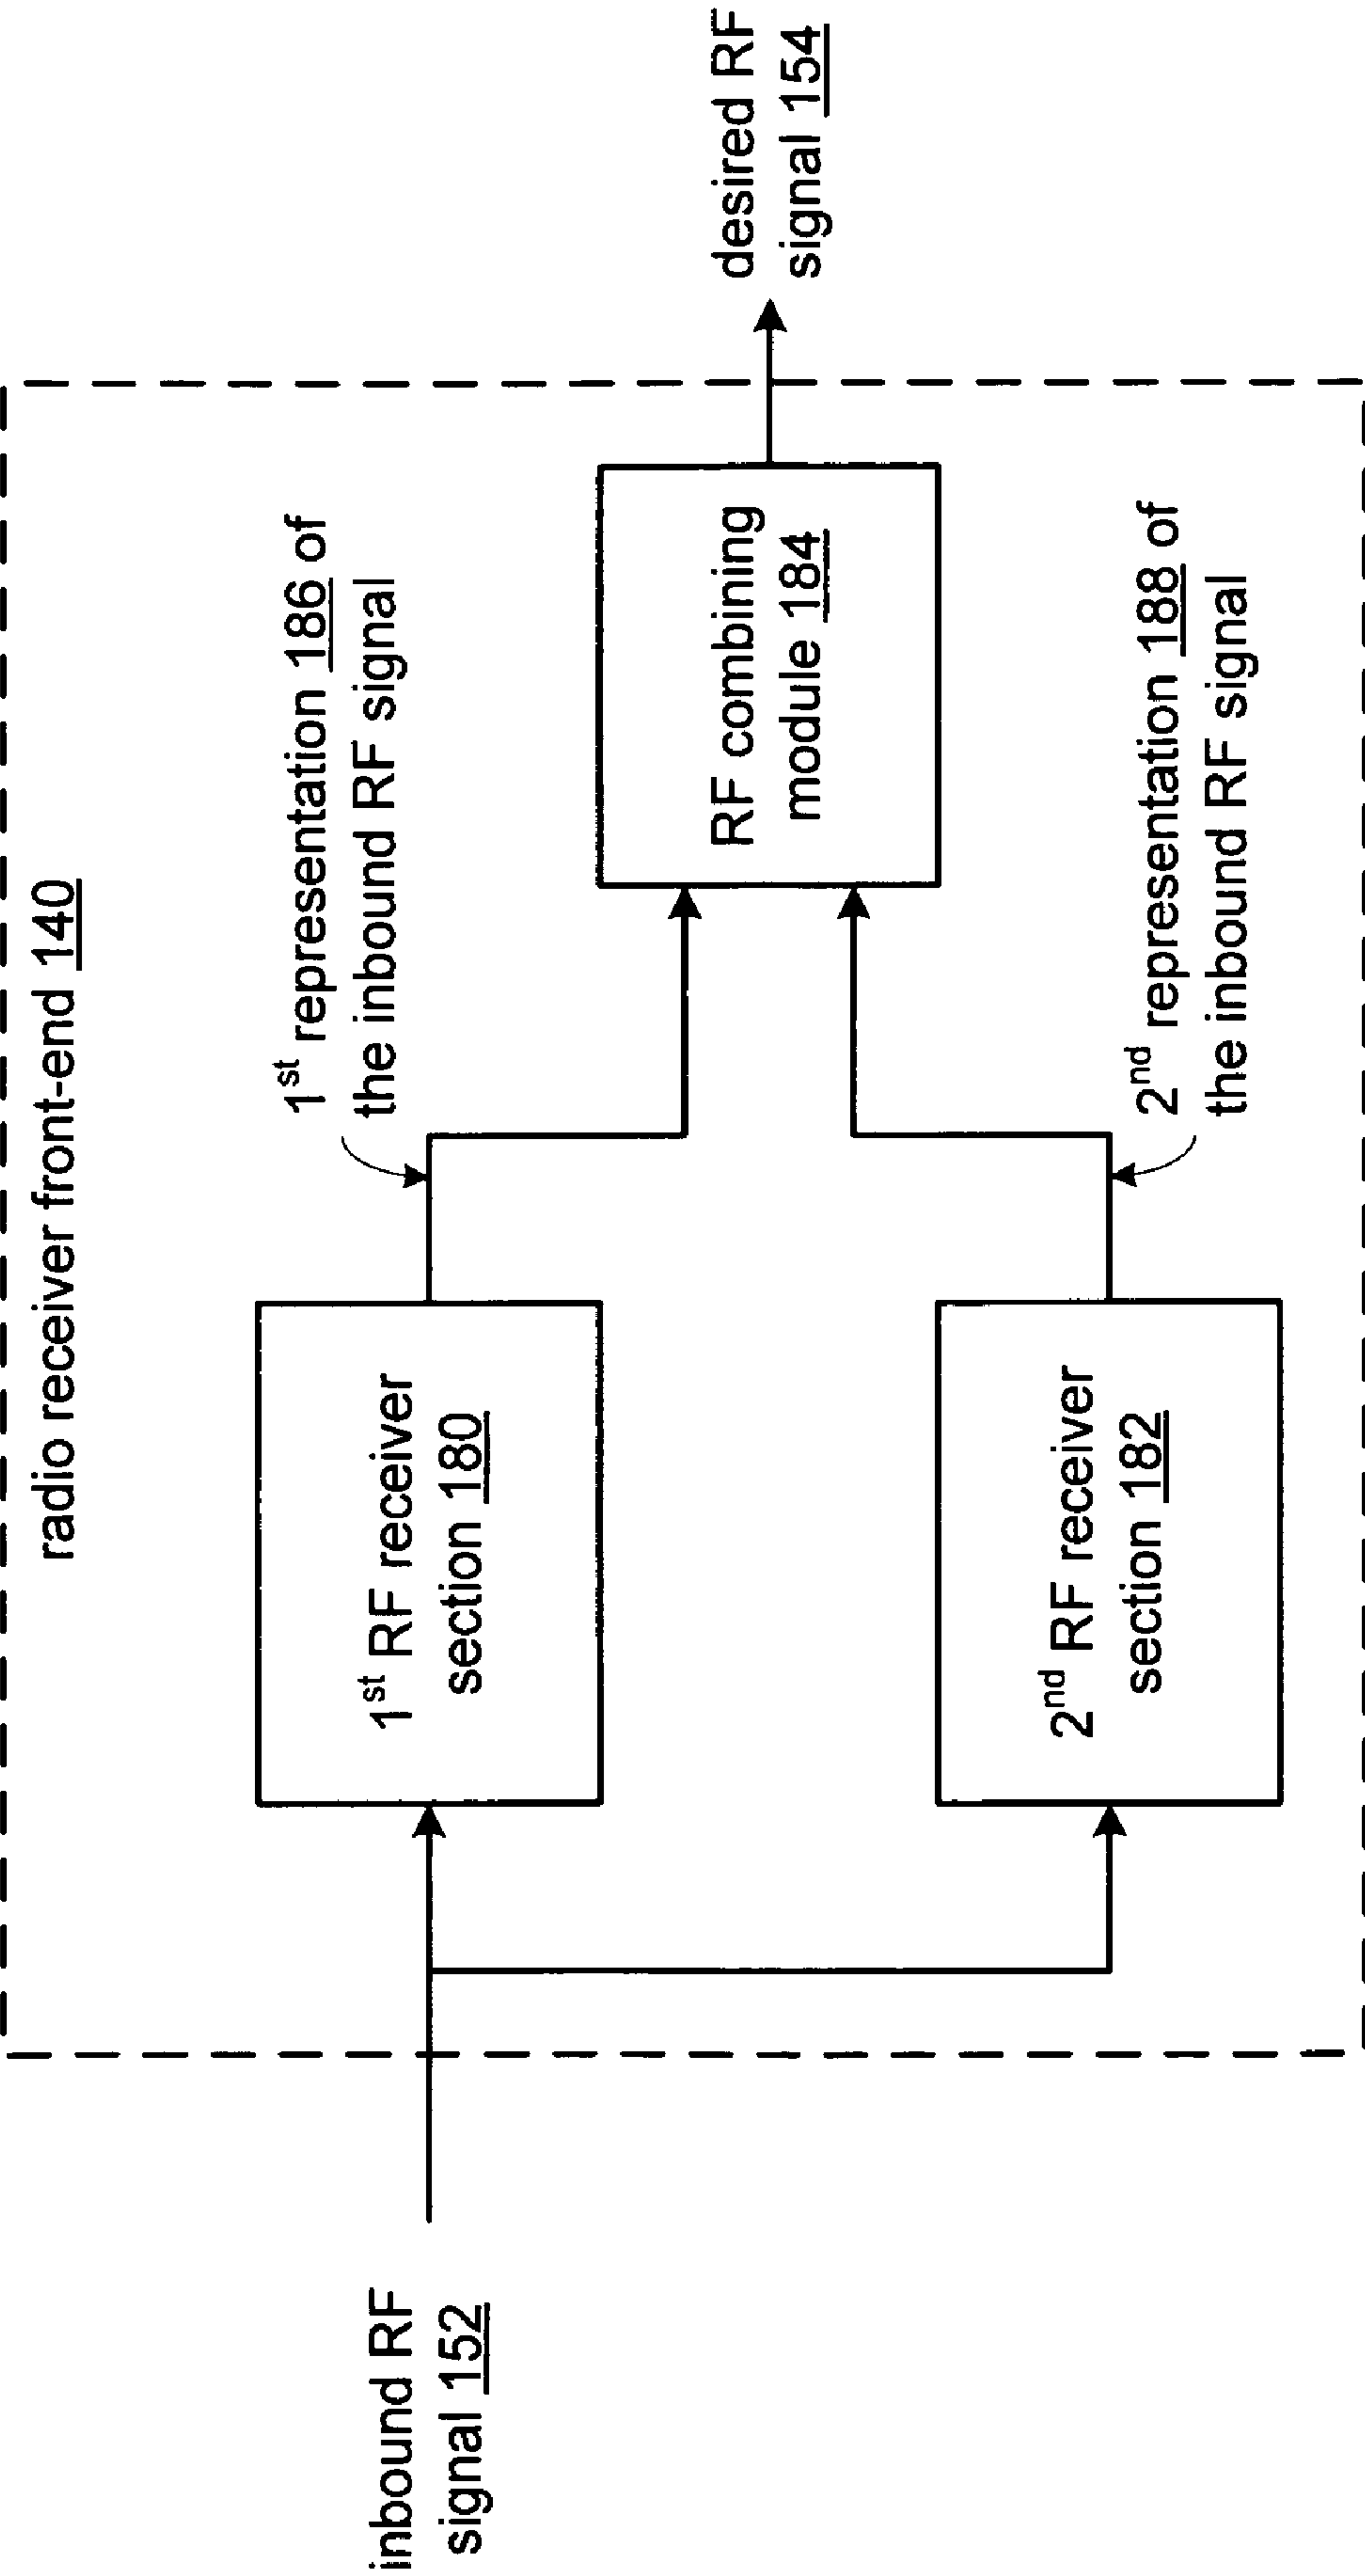 radio receiver front-end 140
inbound RF
signal 152
1st RF receiver
section 180
1st representation 186 of
the inbound RF signal
2nd RF receiver
section 182
2nd representation 188 of
the inbound RF signal
RF combining
module 184
desired RF
signal 154